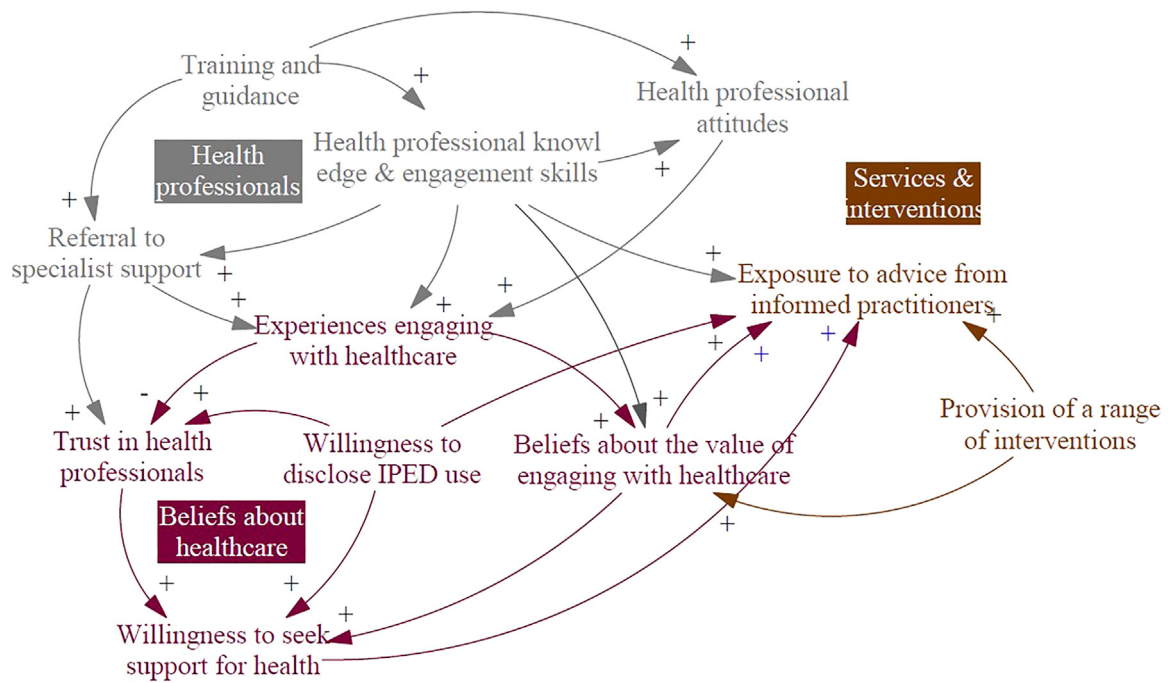 Training and
guidance
+
+
Health professional
attitudes
Health professional knowl
edge & engagement skills
+
Health
professionals
Services &
interventions
+
Referral to
specialist support
+
+
+
+
+
Exposure to advice from
informed practitioners
+
Experiences engaging
with healthcare
+
+
+
-
+
+
+
Trust in health
professionals
+
Willingness to
disclose IPED use
Beliefs about the value of
engaging with healthcare
Provision of a range
of interventions
+
Beliefs about
healthcare
+
+
+
Willingness to seek
support for health